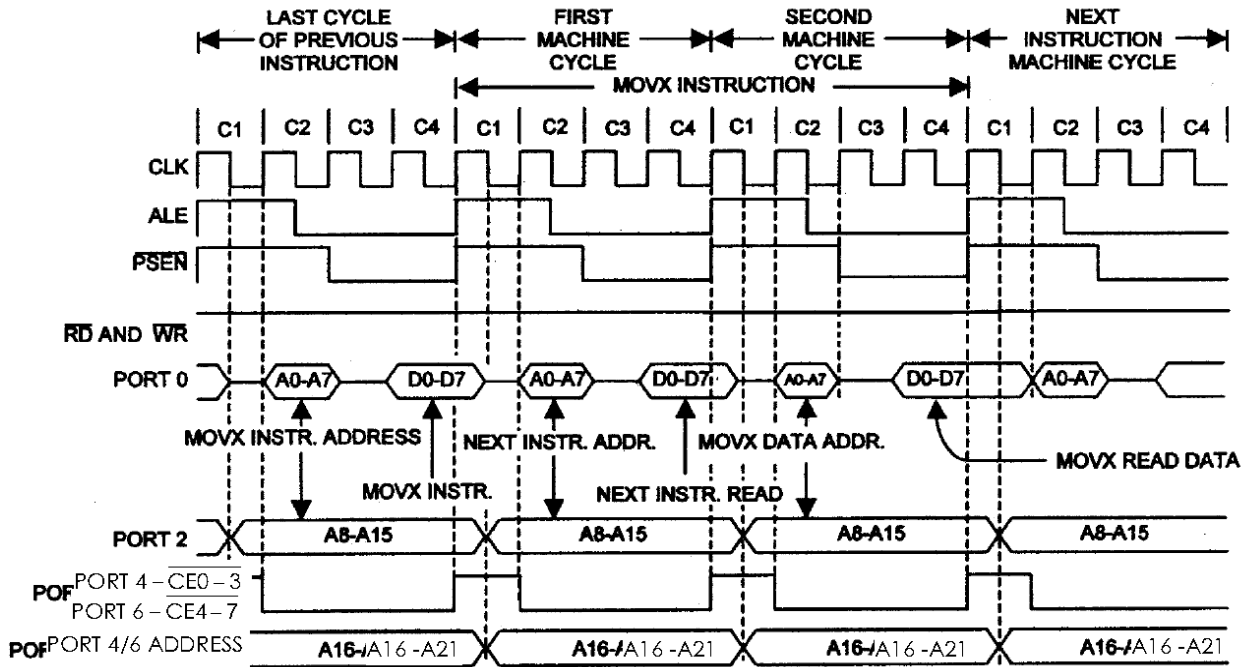 LAST CYCLE OF PREVIOUS INSTRUCTION
FIRST MACHINE CYCLE
SECOND MACHINE CYCLE
NEXT INSTRUCTION MACHINE CYCLE
MOVX INSTRUCTION
C1 C2 C3 C4 C1 C2 C3 C4 C1 C2 C3 C4 C1 C2 C3 C4
CLK
ALE
PSEN
RD AND WR
PORT 0 A0-A7 D0-D7 A0-A7 D0-D7 A0-A7 D0-D7 A0-A7
MOVX INSTR. ADDRESS NEXT INSTR. ADDR. MOVX DATA ADDR.
MOVX READ DATA
MOVX INSTR. NEXT INSTR. READ
PORT 2 A8-A15 A8-A15 A8-A15 A8-A15
POF PORT 4 – CE0 – 3
PORT 6 – CE4 – 7
POF PORT 4/6 ADDRESS A16-A A16 -A21 A16-A A16 -A21 A16-A A16 -A21 A16-A A16 -A21